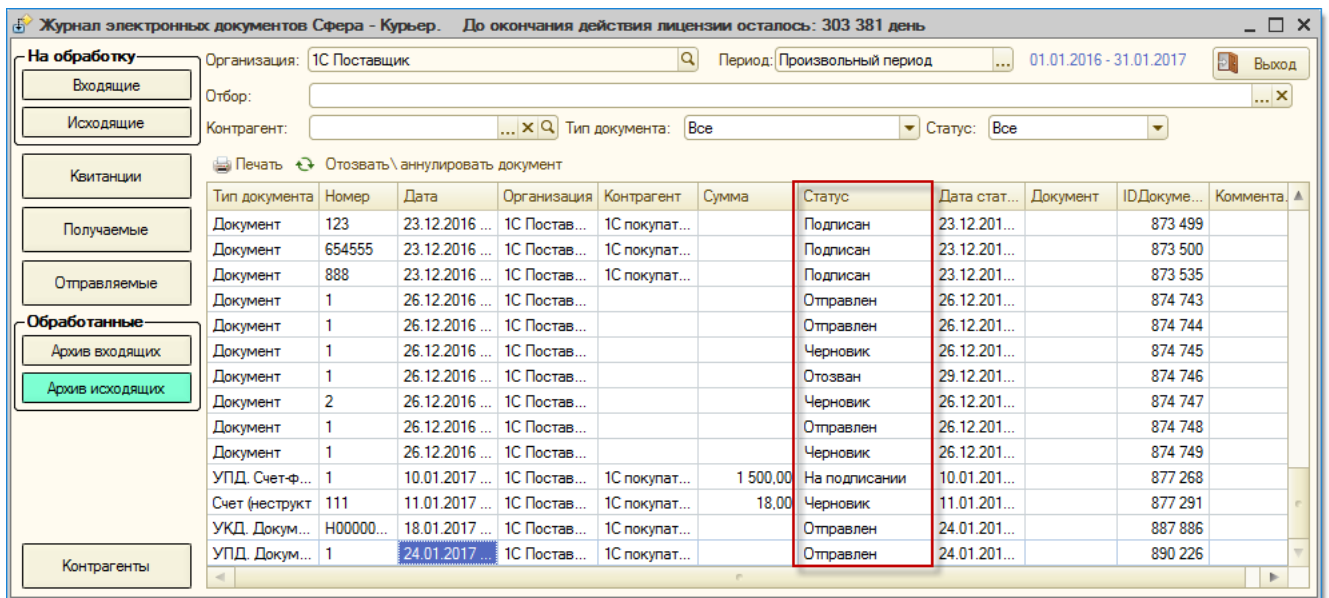 Журнал электронных документов Сфера - Курьер. До окончания действия лицензии осталось: 303 381 день
На обработку
Входящие
Исходящие
Квитанции
Получаемые
Отправляемые
Обработанные
Архив входящих
Архив исходящих
Контрагенты
Организация: 1С Поставщик Период: Произвольный период ... 01.01.2016 - 31.01.2017 Выход
Отбор: ...
Контрагент: ... Тип документа: Все Статус: Все
Печать Отозвать\ аннулировать документ
Тип документа Номер Дата Организация Контрагент Сумма Статус Дата стат... Документ IDДокуме... Коммента.
Документ 123 23.12.2016 ... 1С Постав... 1С покупат... Подписан 23.12.201... 873 499
Документ 654555 23.12.2016 ... 1С Постав... 1С покупат... Подписан 23.12.201... 873 500
Документ 888 23.12.2016 ... 1С Постав... 1С покупат... Подписан 23.12.201... 873 535
Документ 1 26.12.2016 ... 1С Постав... Отправлен 26.12.201... 874 743
Документ 1 26.12.2016 ... 1С Постав... Отправлен 26.12.201... 874 744
Документ 1 26.12.2016 ... 1С Постав... Черновик 26.12.201... 874 745
Документ 1 26.12.2016 ... 1С Постав... Отозван 29.12.201... 874 746
Документ 2 26.12.2016 ... 1С Постав... Черновик 26.12.201... 874 747
Документ 1 26.12.2016 ... 1С Постав... Отправлен 26.12.201... 874 748
Документ 1 26.12.2016 ... 1С Постав... Черновик 26.12.201... 874 749
УПД. Счет-ф... 1 10.01.2017 ... 1С Постав... 1С покупат... 1 500,00 На подписании 10.01.201... 877 268
Счет (неструкт 111 11.01.2017 ... 1С Постав... 1С покупат... 18,00 Черновик 11.01.201... 877 291
УКД. Докум... Н00000... 18.01.2017 ... 1С Постав... 1С покупат... Отправлен 24.01.201... 887 886
УПД. Докум... 1 24.01.2017 ... 1С Постав... 1С покупат... Отправлен 24.01.201... 890 226